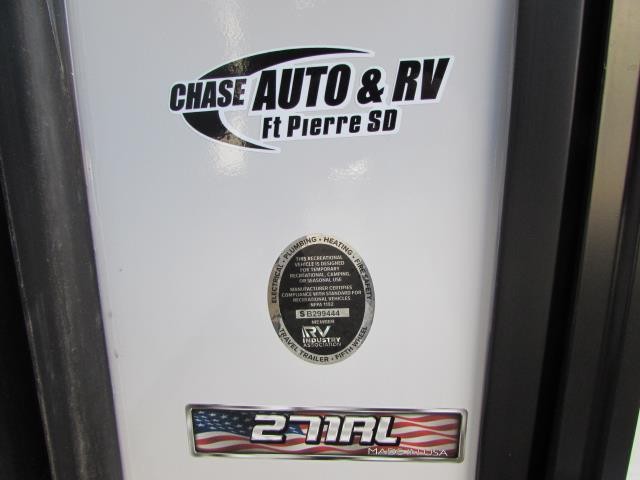 CHASE AUTO & RV
Ft Pierre SD
ELECTRICAL • PLUMBING • HEATING • FIRE SAFETY
THIS RECREATIONAL
VEHICLE IS DESIGNED
FOR TEMPORARY
RECREATIONAL, CAMPING,
OR SEASONAL USE
MANUFACTURER CERTIFIES
COMPLIANCE WITH STANDARD FOR
RECREATIONAL VEHICLES
NFPA 1192
$ B299444
MEMBER
RV
INDUSTRY
ASSOCIATION
TRAVEL TRAILER • FIFTH WHEEL
271RL
MADE IN USA